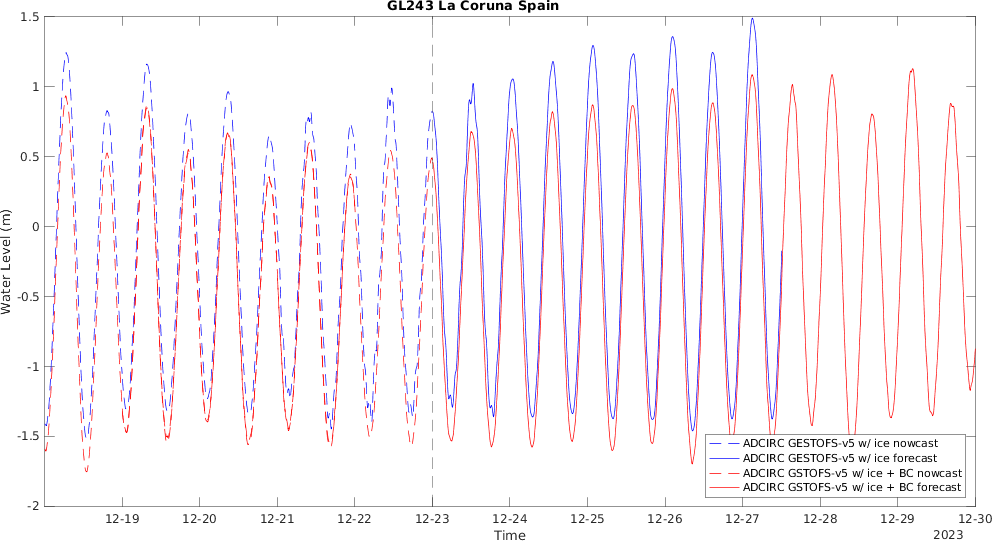 GL243 La Coruna Spain
1.5
1
0.5
0
-0.5
-1
-1.5
-2
Water Level (m)
12-19 12-20 12-21 12-22 12-23 12-24 12-25 12-26 12-27 12-28 12-29 12-30
Time
2023
ADCIRC GESTOFS-v5 w/ ice nowcast
ADCIRC GESTOFS-v5 w/ ice forecast
ADCIRC GSTOFS-v5 w/ ice + BC nowcast
ADCIRC GSTOFS-v5 w/ ice + BC forecast